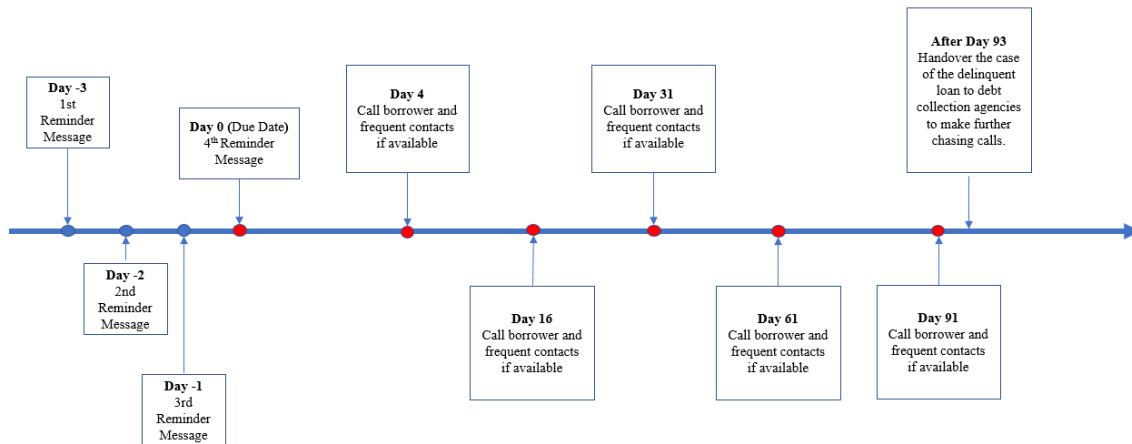 Day -3
1st
Reminder
Message
Day -2
2nd
Reminder
Message
Day -1
3rd
Reminder
Message
Day 0 (Due Date)
4th Reminder
Message
Day 4
Call borrower and
frequent contacts
if available
Day 16
Call borrower and
frequent contacts
if available
Day 31
Call borrower and
frequent contacts
if available
Day 61
Call borrower and
frequent contacts
if available
Day 91
Call borrower and
frequent contacts
if available
After Day 93
Handover the case
of the delinquent
loan to debt
collection agencies
to make further
chasing calls.